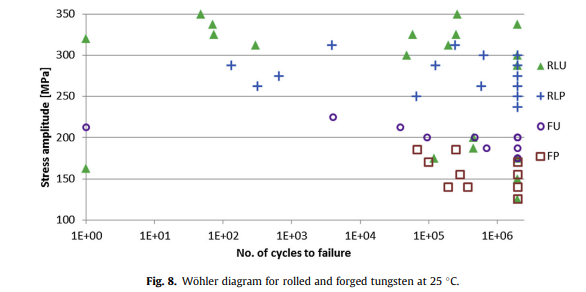 350
300
250
200
150
100
Stress amplitude [MPa]
1E+00 1E+01 1E+02 1E+03 1E+04 1E+05 1E+06
No. of cycles to failure
RLU
RLP
FU
FP
Fig. 8. Wöhler diagram for rolled and forged tungsten at 25 °C.